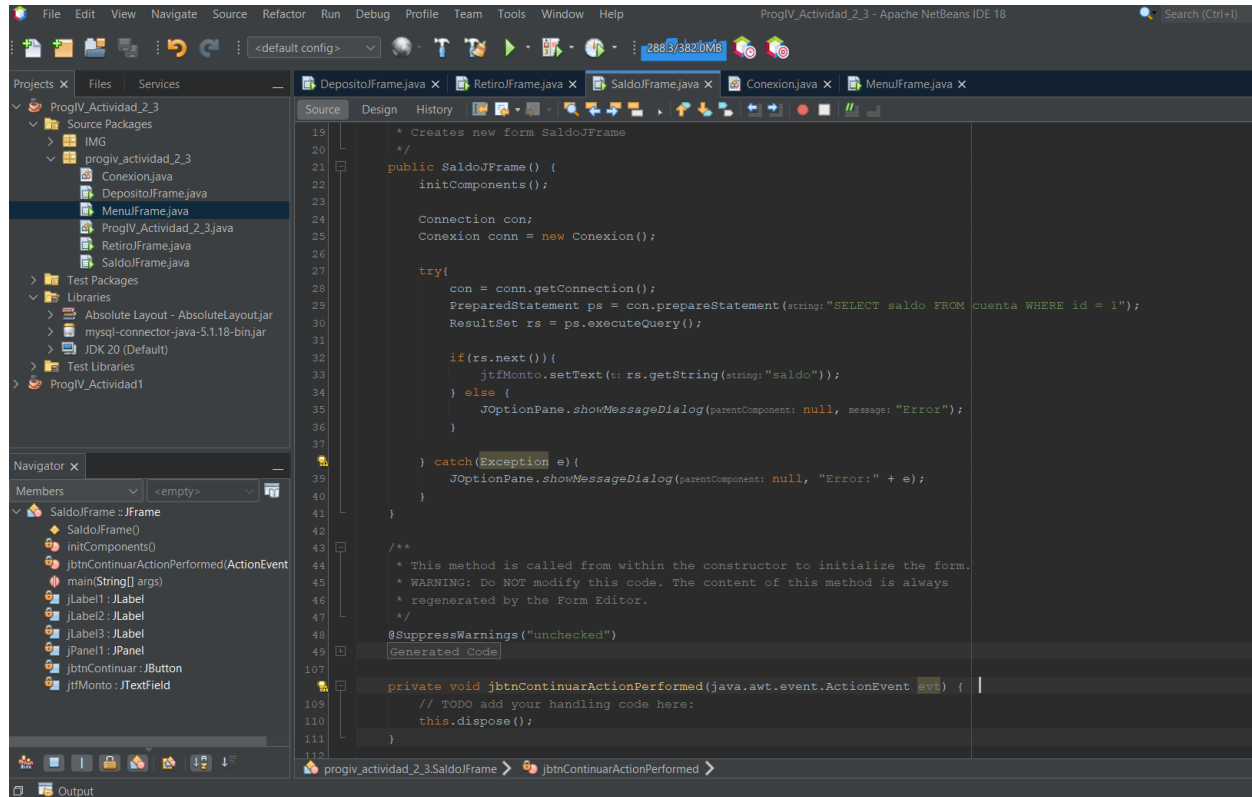 File Edit View Navigate Source Refactor Run Debug Profile Team Tools Window Help ProgIV_Actividad_2_3 - Apache NetBeans IDE 18 Search (Ctrl+I)
<default config> 288.3/382.0MB
Projects Files Services
DepositoJFrame.java RetiroJFrame.java SaldoJFrame.java Conexion.java MenuJFrame.java
Source Design History
ProgIV_Actividad_2_3
Source Packages
IMG
progiv_actividad_2_3
Conexion.java
DepositoJFrame.java
MenuJFrame.java
ProgIV_Actividad_2_3.java
RetiroJFrame.java
SaldoJFrame.java
Test Packages
Libraries
Absolute Layout - AbsoluteLayout.jar
mysql-connector-java-5.1.18-bin.jar
JDK 20 (Default)
Test Libraries
ProgIV_Actividad1
Navigator
Members <empty>
SaldoJFrame :: JFrame
SaldoJFrame()
initComponents()
jbtnContinuarActionPerformed(ActionEvent
main(String[] args)
jLabel1 : JLabel
jLabel2 : JLabel
jLabel3 : JLabel
jPanel1 : JPanel
jbtnContinuar : JButton
jtfMonto : JTextField
19 * Creates new form SaldoJFrame
20 */
21 public SaldoJFrame() {
22 initComponents();
23
24 Connection con;
25 Conexion conn = new Conexion();
26
27 try{
28 con = conn.getConnection();
29 PreparedStatement ps = con.prepareStatement(string: "SELECT saldo FROM cuenta WHERE id = 1");
30 ResultSet rs = ps.executeQuery();
31
32 if(rs.next()){
33 jtfMonto.setText(t: rs.getString(string: "saldo"));
34 } else {
35 JOptionPane.showMessageDialog(parentComponent: null, message: "Error");
36 }
37
} catch(Exception e){
39 JOptionPane.showMessageDialog(parentComponent: null, "Error:" + e);
40 }
41 }
42
43 /**
44 * This method is called from within the constructor to initialize the form.
45 * WARNING: Do NOT modify this code. The content of this method is always
46 * regenerated by the Form Editor.
47 */
48 @SuppressWarnings("unchecked")
49 Generated Code
107
private void jbtnContinuarActionPerformed(java.awt.event.ActionEvent evt) {
109 // TODO add your handling code here:
110 this.dispose();
111 }
112
progiv_actividad_2_3.SaldoJFrame jbtnContinuarActionPerformed
Output